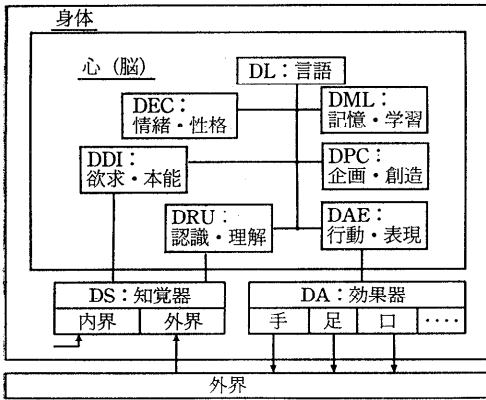 身体
心（脳）
DL：言語
DEC：
情緒・性格
DML：
記憶・学習
DDI：
欲求・本能
DPC：
企画・創造
DRU：
認識・理解
DAE：
行動・表現
DS：知覚器
内界 外界
DA：効果器
手 足 口 ····
外界